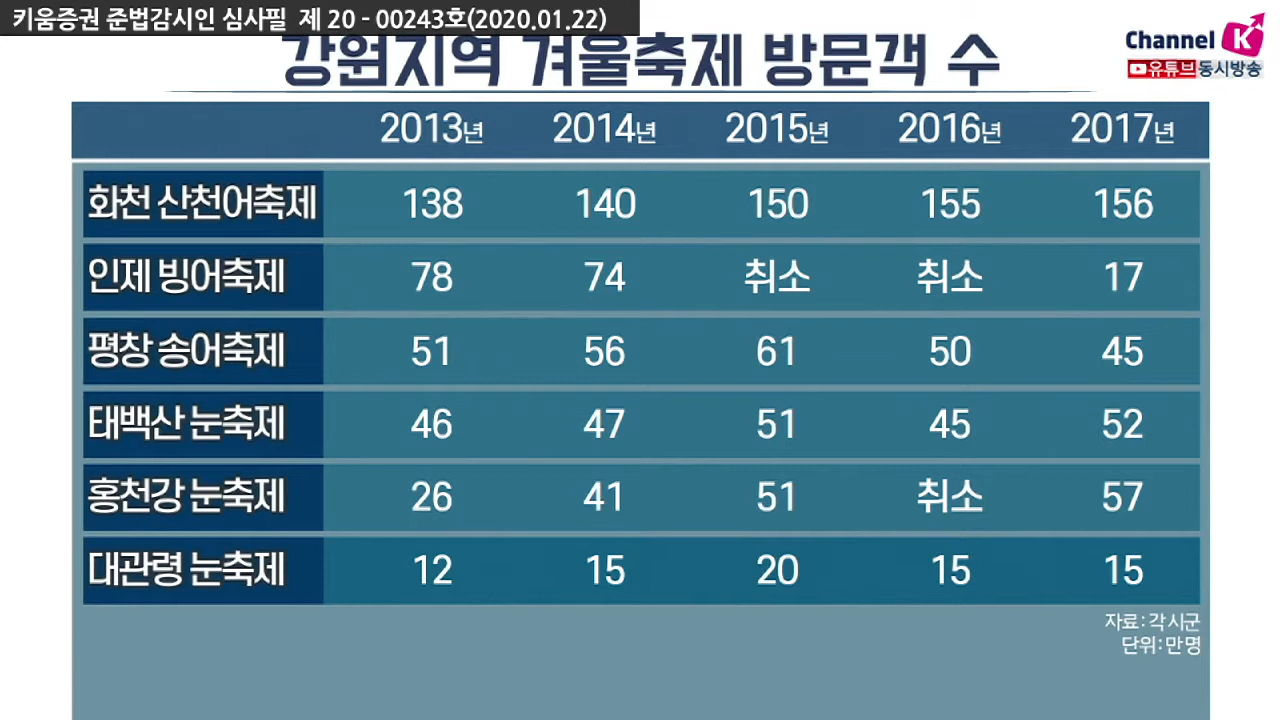 키움증권 준법감시인 심사필 제 20 - 00243호(2020.01.22)
강원지역 겨울축제 방문객 수
Channel K
유튜브동시방송
2013년 2014년 2015년 2016년 2017년
화천 산천어축제 138 140 150 155 156
인제 빙어축제 78 74 취소 취소 17
평창 송어축제 51 56 61 50 45
태백산 눈축제 46 47 51 45 52
홍천강 눈축제 26 41 51 취소 57
대관령 눈축제 12 15 20 15 15
자료 : 각 시군
단위 : 만명